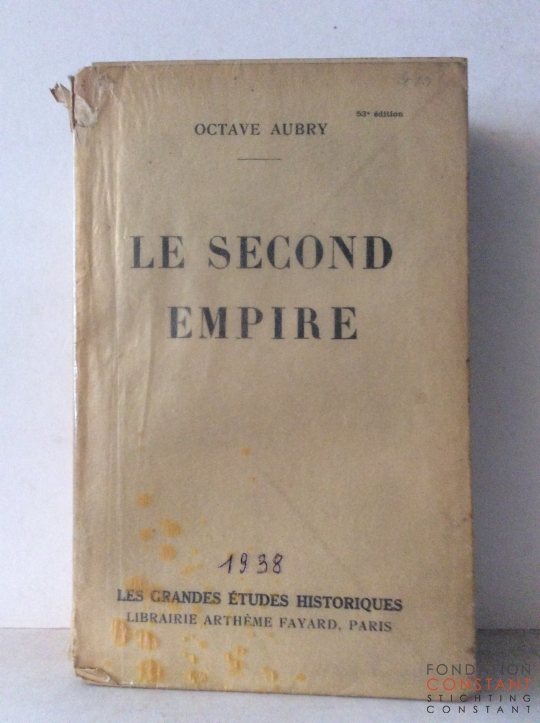 53e édition
OCTAVE AUBRY
LE SECOND
EMPIRE
1938
LES GRANDES ÉTUDES HISTORIQUES
LIBRAIRIE ARTHÈME FAYARD, PARIS
FONDATION
CONSTANT
STICHTING
CONSTANT